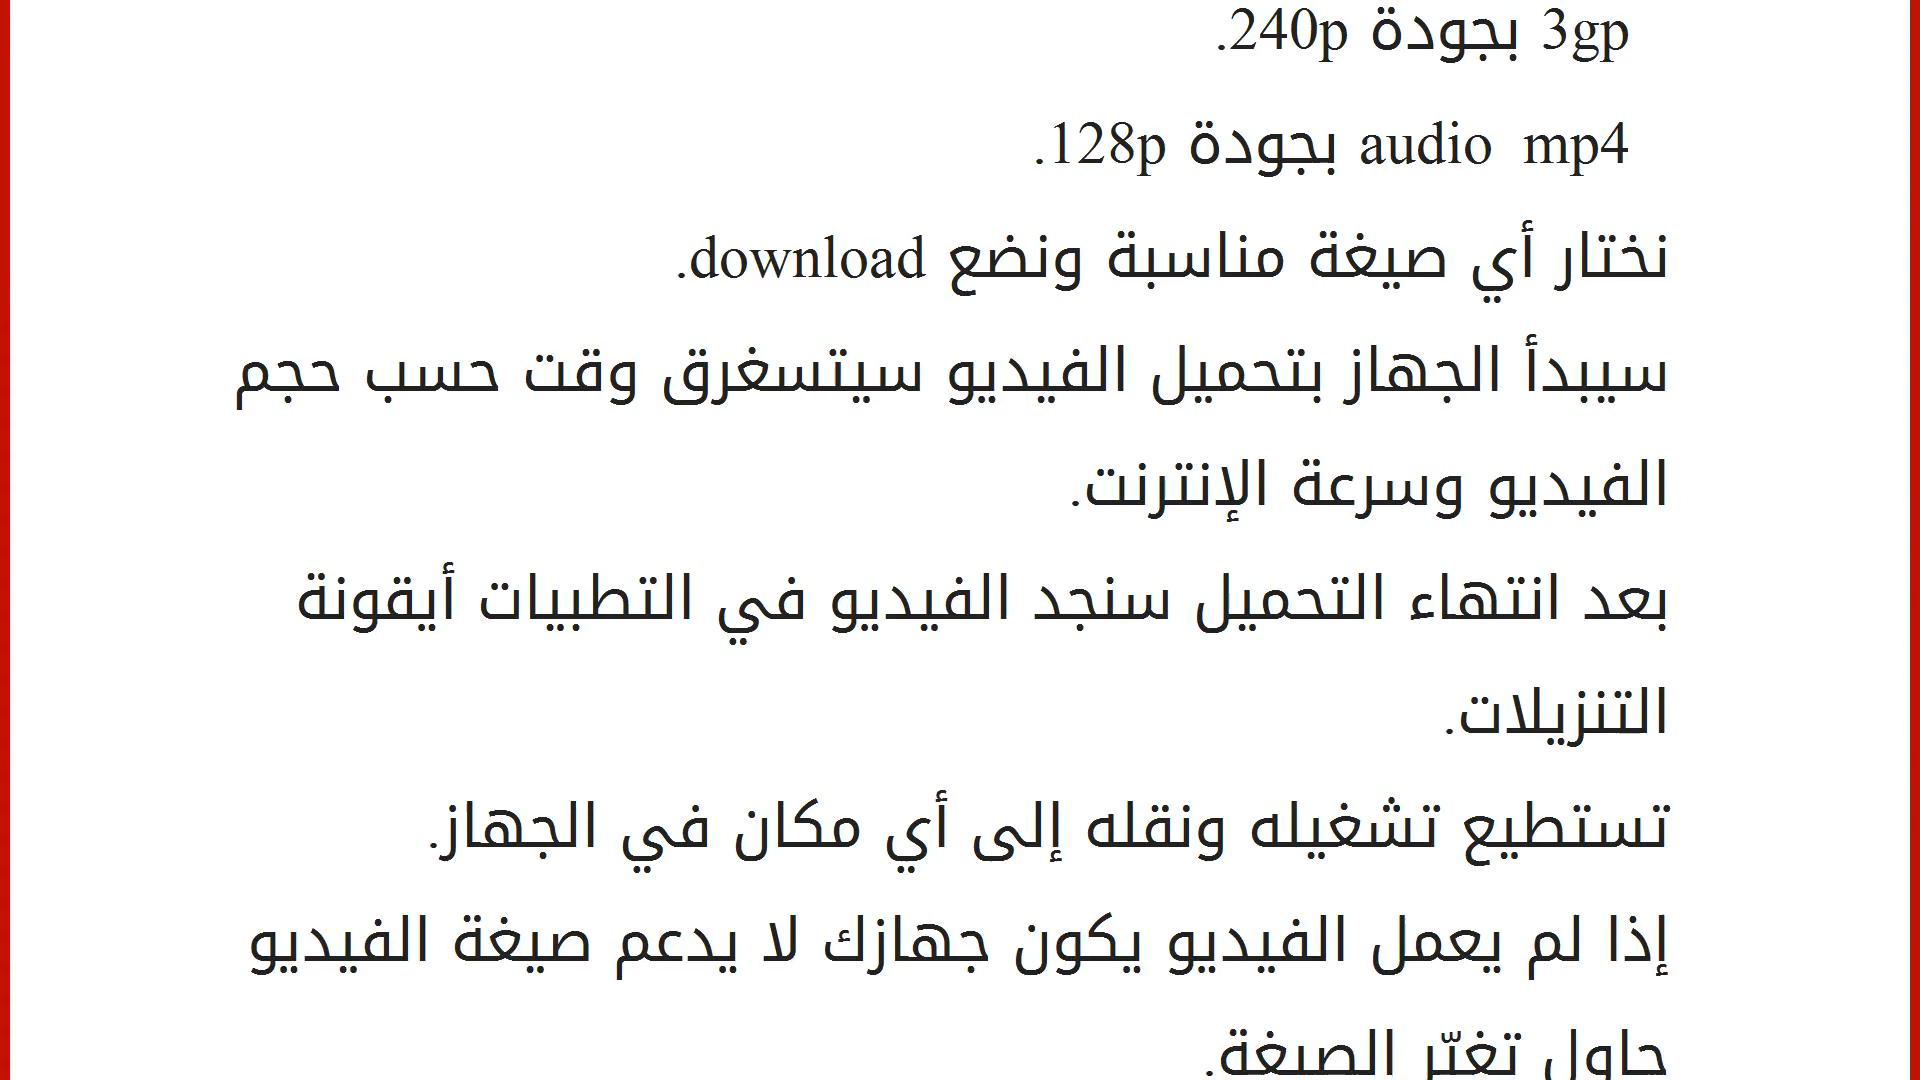 3gp بجودة 240p.
audio mp4 بجودة 128p.
نختار أي صيغة مناسبة ونضع download.
سيبدأ الجهاز بتحميل الفيديو سيتسغرق وقت حسب حجم
الفيديو وسرعة الإنترنت.
بعد انتهاء التحميل سنجد الفيديو في التطبيات أيقونة
التنزيلات.
تستطيع تشغيله ونقله إلى أي مكان في الجهاز.
إذا لم يعمل الفيديو يكون جهازك لا يدعم صيغة الفيديو
حاول تغيّر الصيغة.